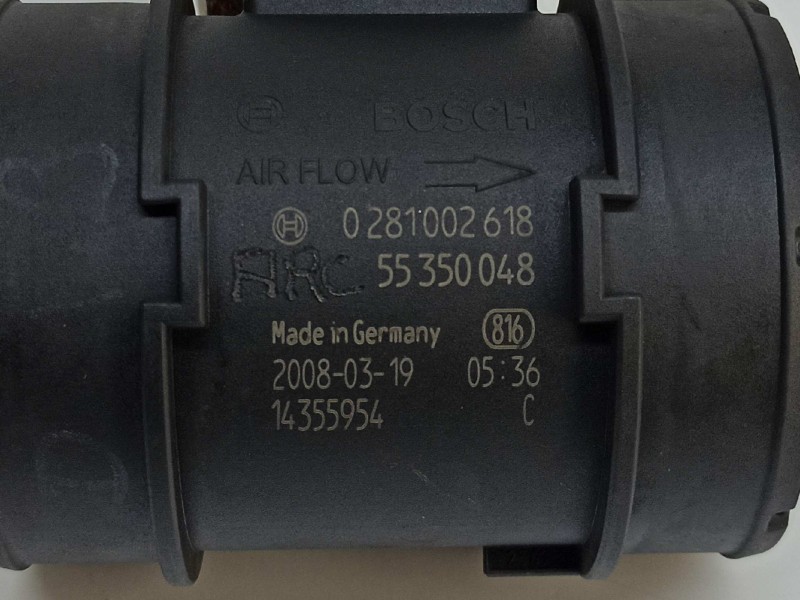 BOSCH
AIR FLOW
0 281 002 618
ARC 55 350 048
Made in Germany 816
2008-03-19 05:36
14355954 C